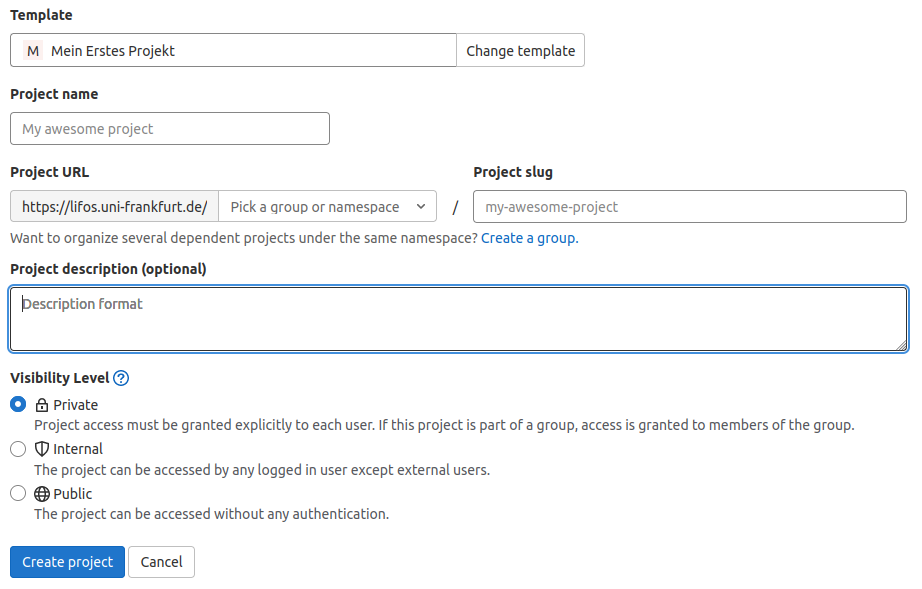 Template
M Mein Erstes Projekt Change template
Project name
My awesome project
Project URL Project slug
https://lifos.uni-frankfurt.de/ Pick a group or namespace / my-awesome-project
Want to organize several dependent projects under the same namespace? Create a group.
Project description (optional)
Description format
Visibility Level ?
Private
Project access must be granted explicitly to each user. If this project is part of a group, access is granted to members of the group.
Internal
The project can be accessed by any logged in user except external users.
Public
The project can be accessed without any authentication.
Create project Cancel